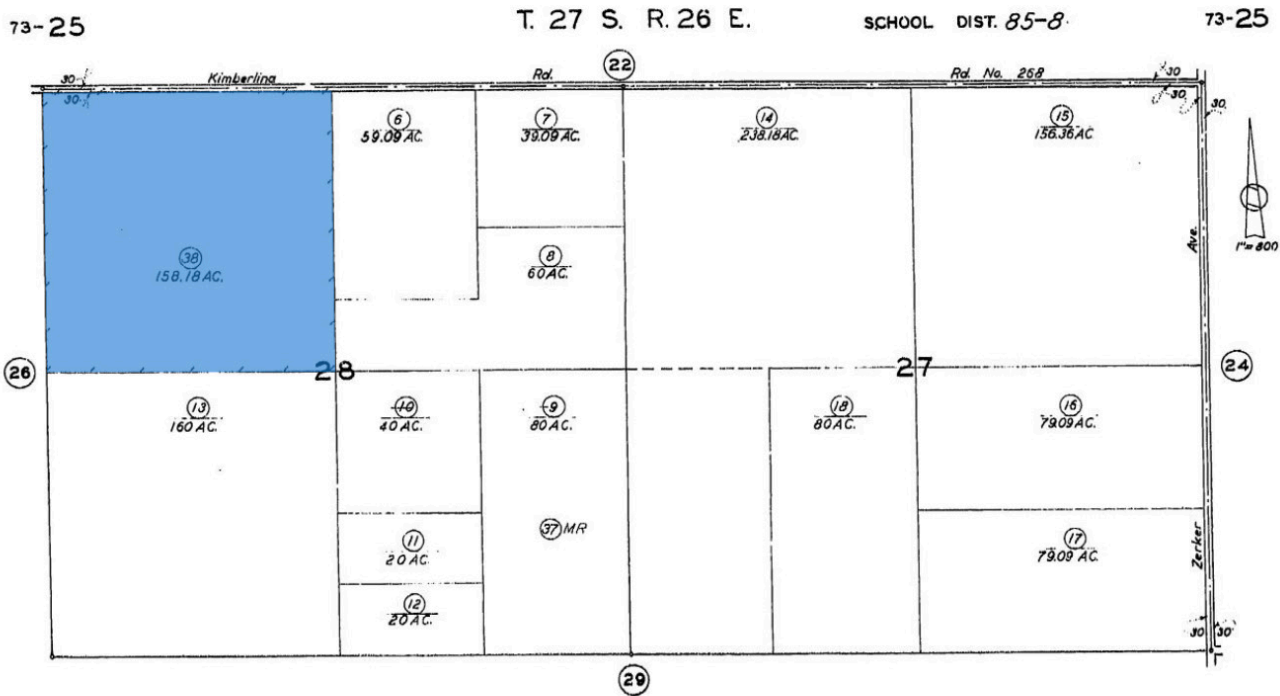 73-25
T. 27 S. R. 26 E.
SCHOOL DIST. 85-8
73-25
22
30
Kimberlina
Rd.
Rd. No. 268
30
30
30
30
6
59.09 AC.
7
39.09 AC.
14
238.18 AC.
15
156.36 AC.
8
60 AC.
38
158.18 AC.
Ave.
1"=800
26
28
27
24
13
160 AC.
10
40 AC.
9
80 AC.
18
80 AC.
16
79.09 AC.
37 MR
11
20 AC.
17
79.09 AC.
Zerker
12
20 AC.
30
30'
29